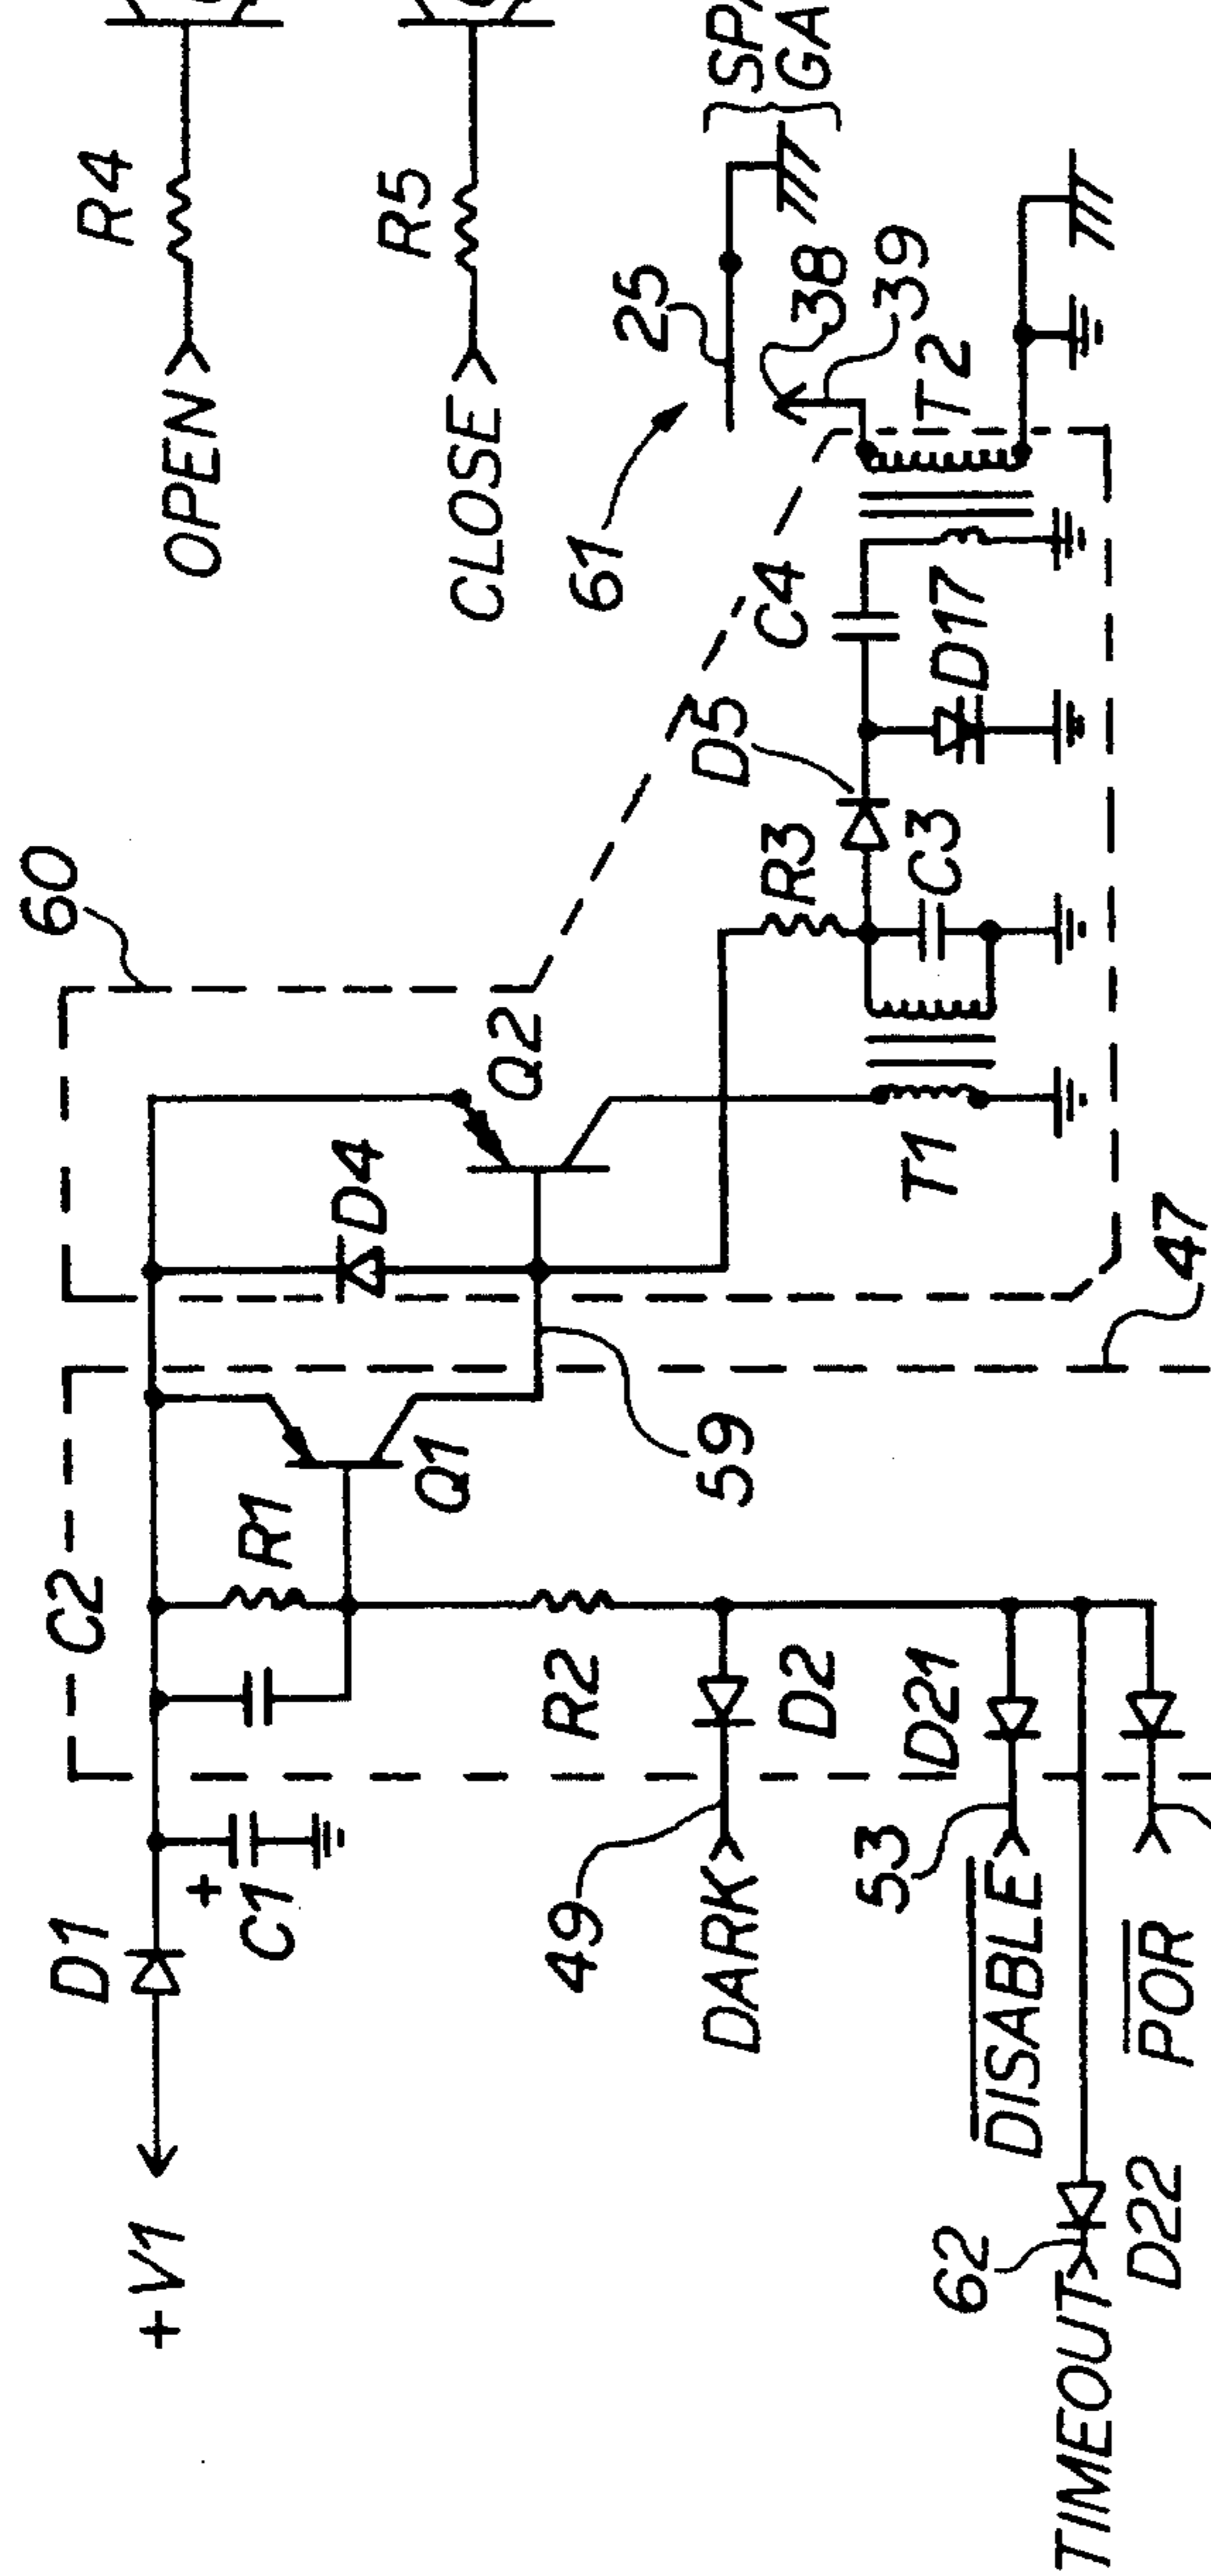 R4
OPEN
R5
CLOSE
61
25
38
39
T2
60
C4
D5
D17
R3
C3
Q2
D4
T1
47
C2
R1
Q1
59
R2
D2
D21
D1
+
C1
49
DARK
53
DISABLE
POR
+V1
62
D22
TIMEOUT